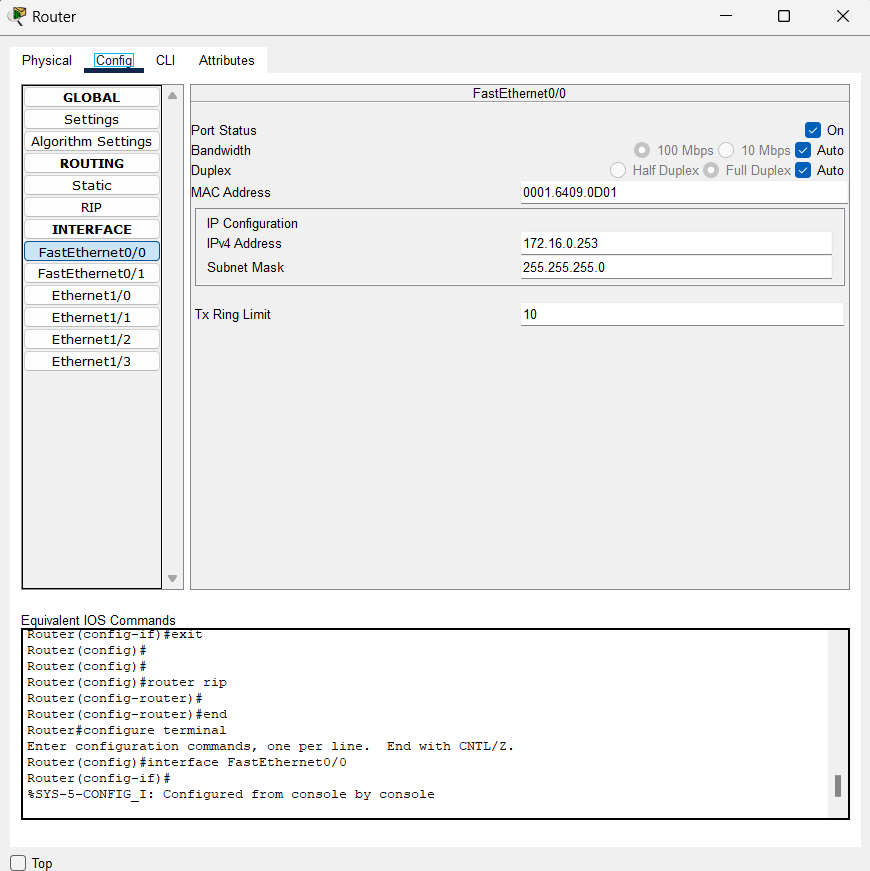 Router
Physical Config CLI Attributes
GLOBAL
Settings
Algorithm Settings
ROUTING
Static
RIP
INTERFACE
FastEthernet0/0
FastEthernet0/1
Ethernet1/0
Ethernet1/1
Ethernet1/2
Ethernet1/3
FastEthernet0/0
Port Status On
Bandwidth 100 Mbps 10 Mbps Auto
Duplex Half Duplex Full Duplex Auto
MAC Address 0001.6409.0D01
IP Configuration
IPv4 Address 172.16.0.253
Subnet Mask 255.255.255.0
Tx Ring Limit 10
Equivalent IOS Commands
Router(config-if)#exit
Router(config)#
Router(config)#
Router(config)#router rip
Router(config-router)#
Router(config-router)#end
Router#configure terminal
Enter configuration commands, one per line.  End with CNTL/Z.
Router(config)#interface FastEthernet0/0
Router(config-if)#
%SYS-5-CONFIG_I: Configured from console by console
Top